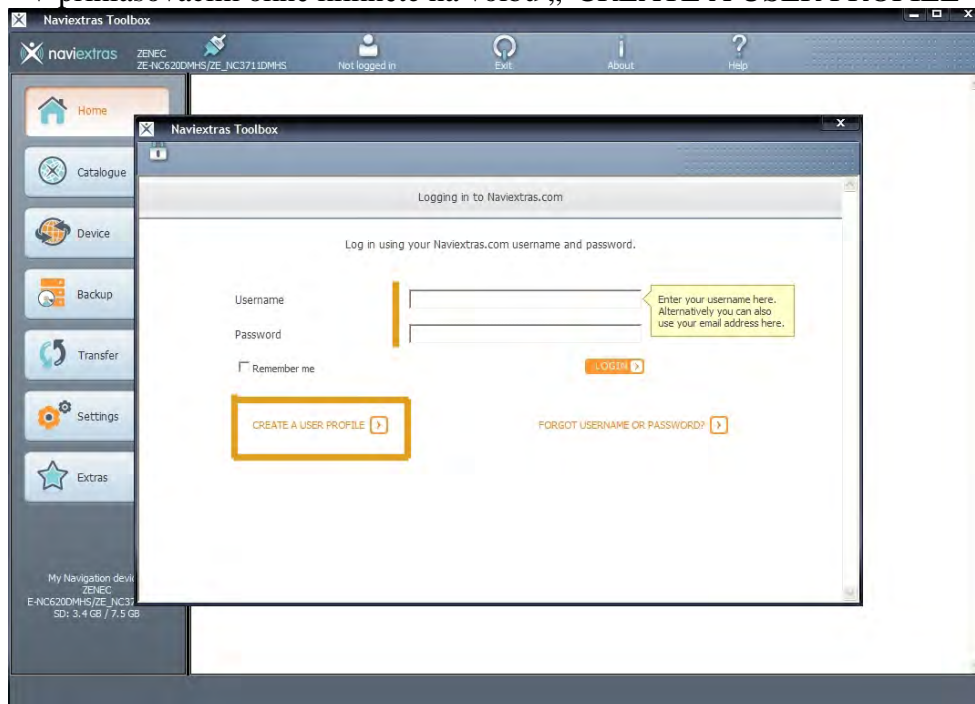 V přihlašovacím okně klikněte na volbu „ CREATE A USER PROFILE “
Naviextras Toolbox
naviextras
ZENEC
ZE-NC620DMHS/ZE_NC3711DMHS
Not logged in
Exit
About
Help
Home
Catalogue
Device
Backup
Transfer
Settings
Extras
My Navigation devic
ZENEC
E-NC620DMHS/ZE_NC37
SD: 3.4 GB / 7.5 GB
Naviextras Toolbox
Logging in to Naviextras.com
Log in using your Naviextras.com username and password.
Username
Enter your username here.
Alternatively you can also
use your email address here.
Password
Remember me
LOGIN
CREATE A USER PROFILE
FORGOT USERNAME OR PASSWORD?